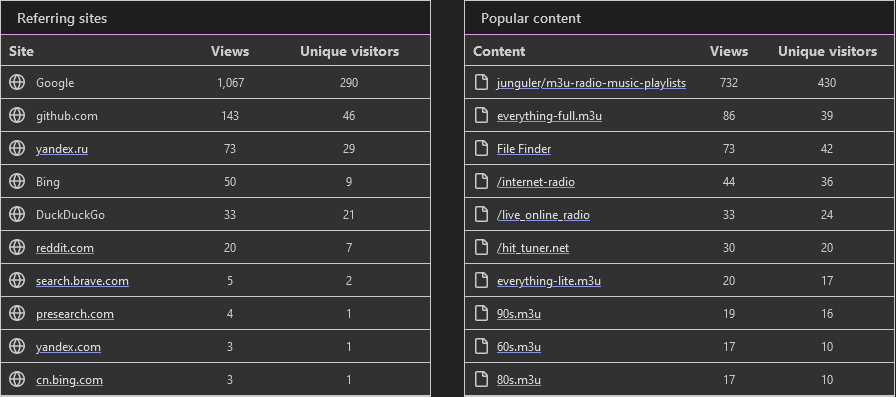 Referring sites
Site Views Unique visitors
Google 1,067 290
github.com 143 46
yandex.ru 73 29
Bing 50 9
DuckDuckGo 33 21
reddit.com 20 7
search.brave.com 5 2
presearch.com 4 1
yandex.com 3 1
cn.bing.com 3 1
Popular content
Content Views Unique visitors
junguler/m3u-radio-music-playlists 732 430
everything-full.m3u 86 39
File Finder 73 42
/internet-radio 44 36
/live_online_radio 33 24
/hit_tuner.net 30 20
everything-lite.m3u 20 17
90s.m3u 19 16
60s.m3u 17 10
80s.m3u 17 10